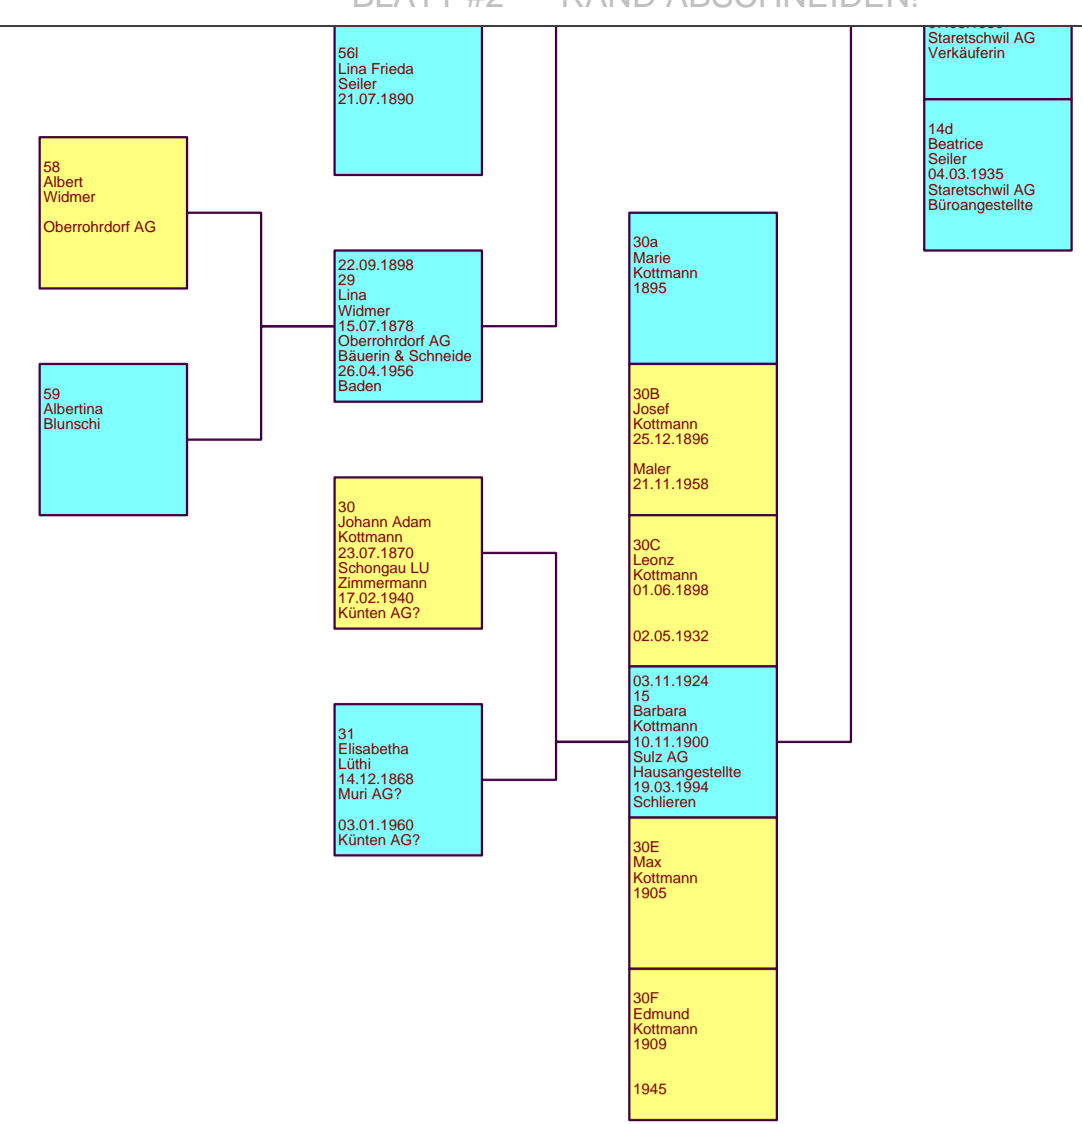 BLATT #2 RAND ABSCHNEIDEN!
56l
Lina Frieda
Seiler
21.07.1890
58
Albert
Widmer
Oberrohrdorf AG
59
Albertina
Blunschi
22.09.1898
29
Lina
Widmer
15.07.1878
Oberrohrdorf AG
Bäuerin & Schneide
26.04.1956
Baden
30
Johann Adam
Kottmann
23.07.1870
Schongau LU
Zimmermann
17.02.1940
Künten AG?
31
Elisabetha
Lüthi
14.12.1868
Muri AG?
03.01.1960
Künten AG?
30a
Marie
Kottmann
1895
30B
Josef
Kottmann
25.12.1896
Maler
21.11.1958
30C
Leonz
Kottmann
01.06.1898
02.05.1932
03.11.1924
15
Barbara
Kottmann
10.11.1900
Sulz AG
Hausangestellte
19.03.1994
Schlieren
30E
Max
Kottmann
1905
30F
Edmund
Kottmann
1909
1945
Staretschwil AG
Verkäuferin
14d
Beatrice
Seiler
04.03.1935
Staretschwil AG
Büroangestellte